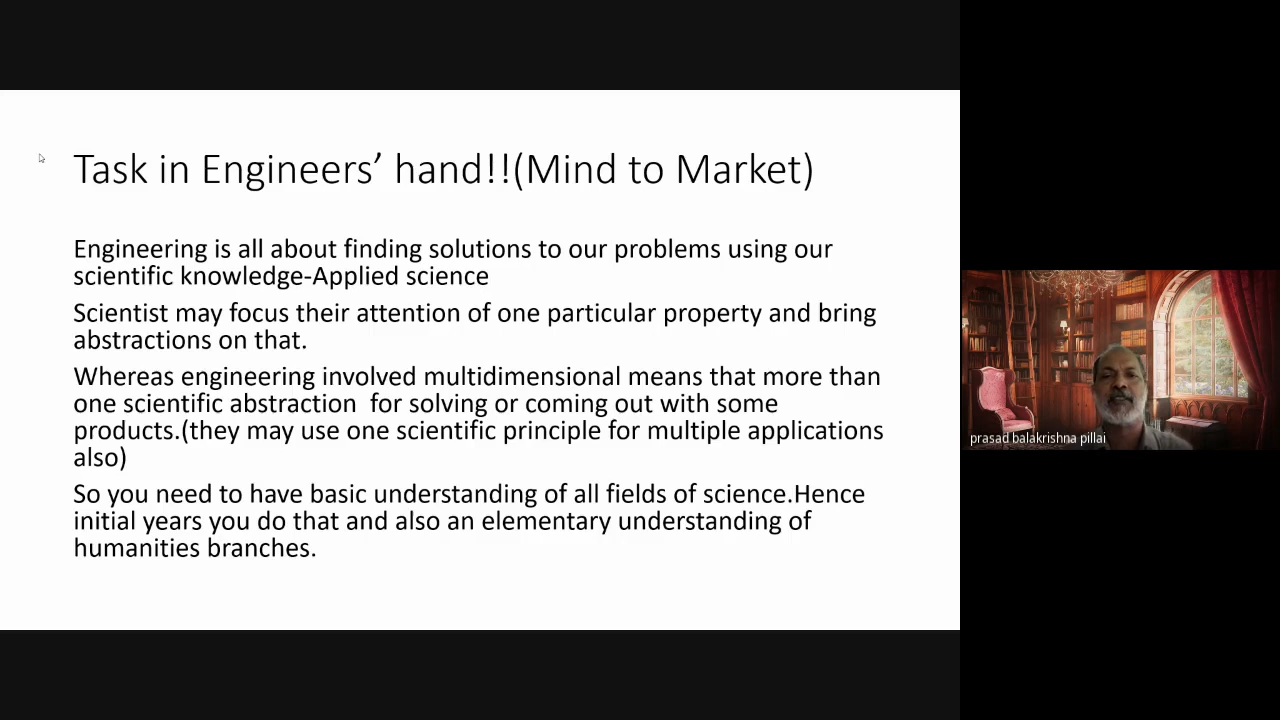 Task in Engineers’ hand!!(Mind to Market)
Engineering is all about finding solutions to our problems using our
scientific knowledge-Applied science
Scientist may focus their attention of one particular property and bring
abstractions on that.
Whereas engineering involved multidimensional means that more than
one scientific abstraction  for solving or coming out with some
products.(they may use one scientific principle for multiple applications
also)
So you need to have basic understanding of all fields of science.Hence
initial years you do that and also an elementary understanding of
humanities branches.
prasad balakrishna pillai